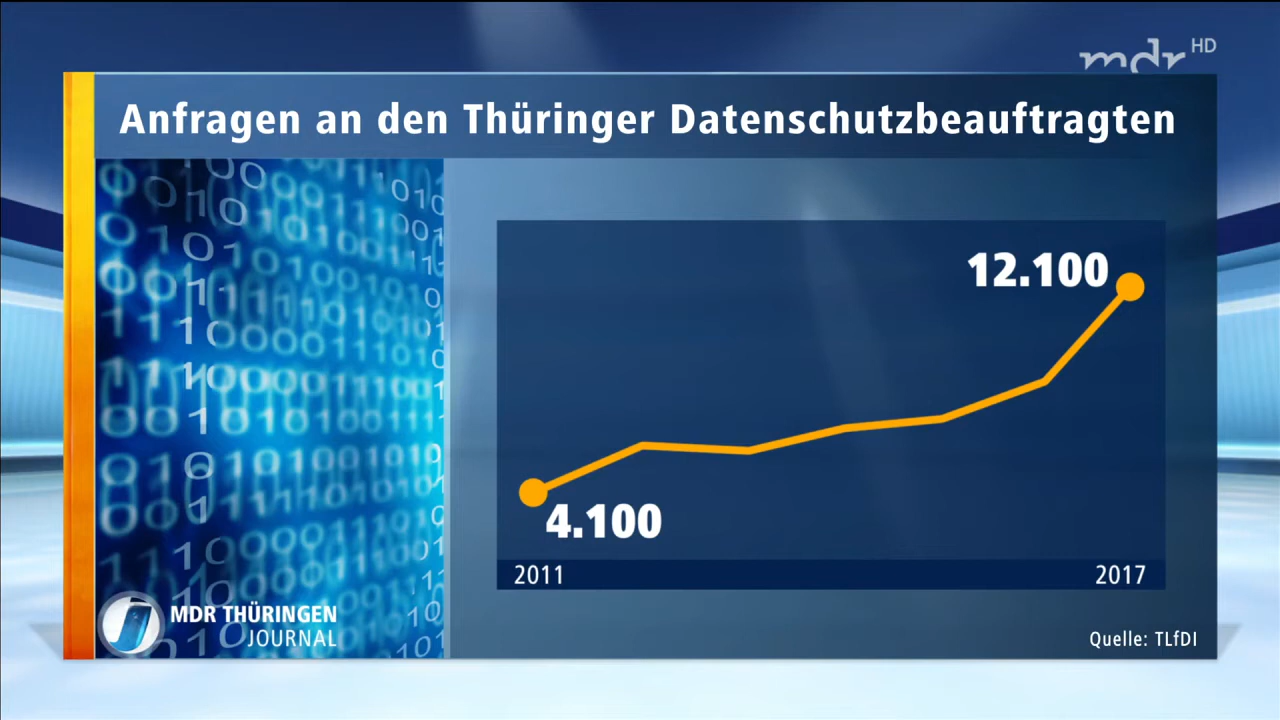 mdr HD
Anfragen an den Thüringer Datenschutzbeauftragten
12.100
4.100
2011
2017
MDR THÜRINGEN
JOURNAL
Quelle: TLfDI